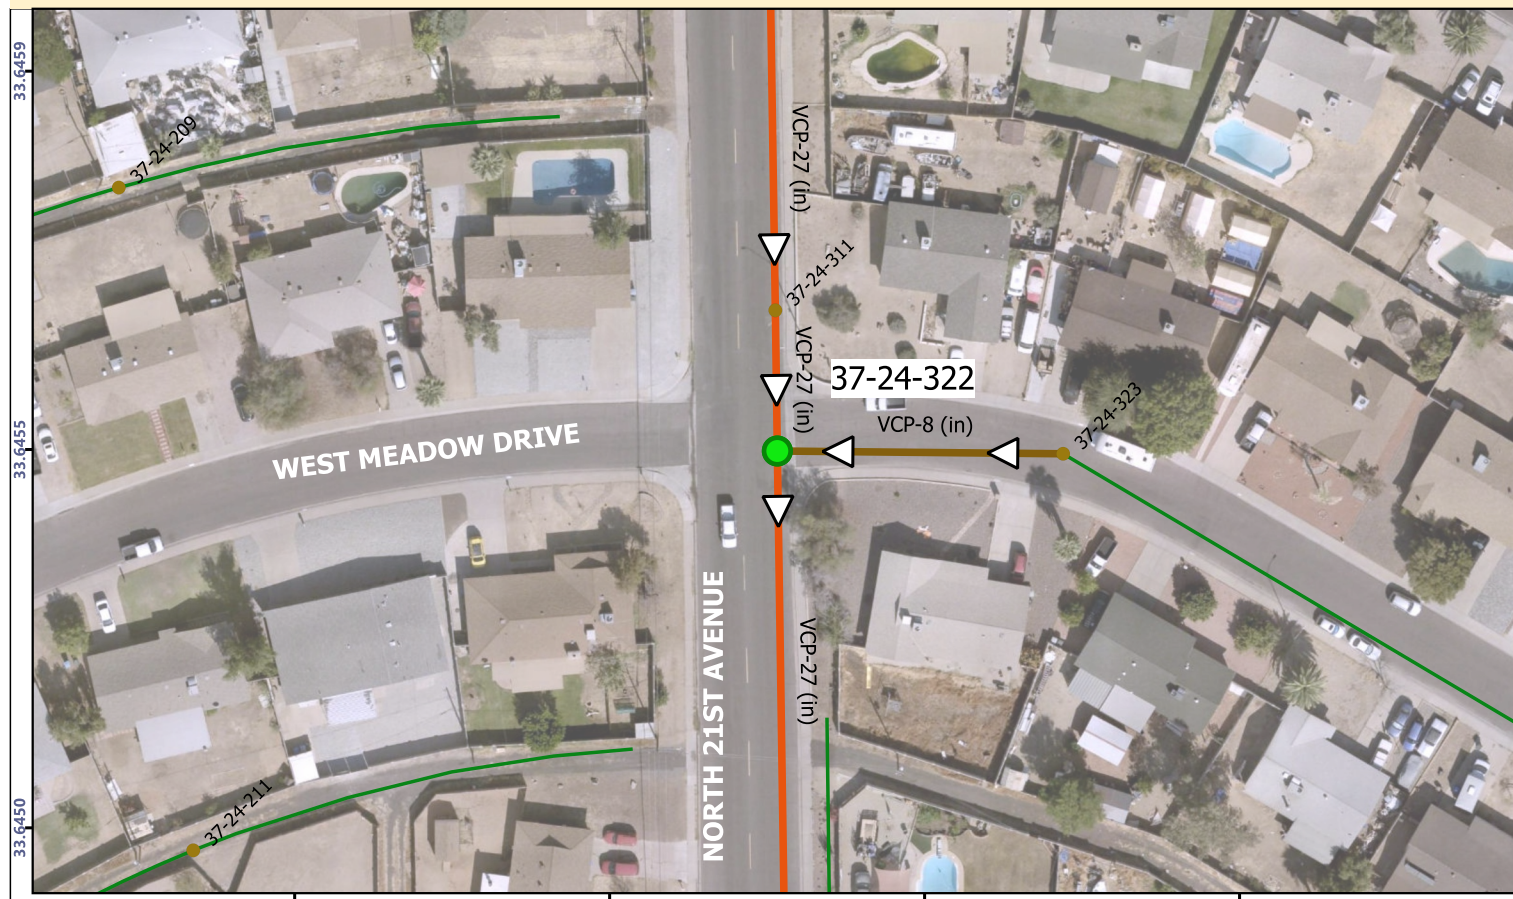 33.6459
37-24-209
VCP-27 (in)
37-24-311
VCP-27 (in)
37-24-322
37-24-323
VCP-8 (in)
33.6455
WEST MEADOW DRIVE
NORTH 21ST AVENUE
VCP-27 (in)
37-24-211
33.6450